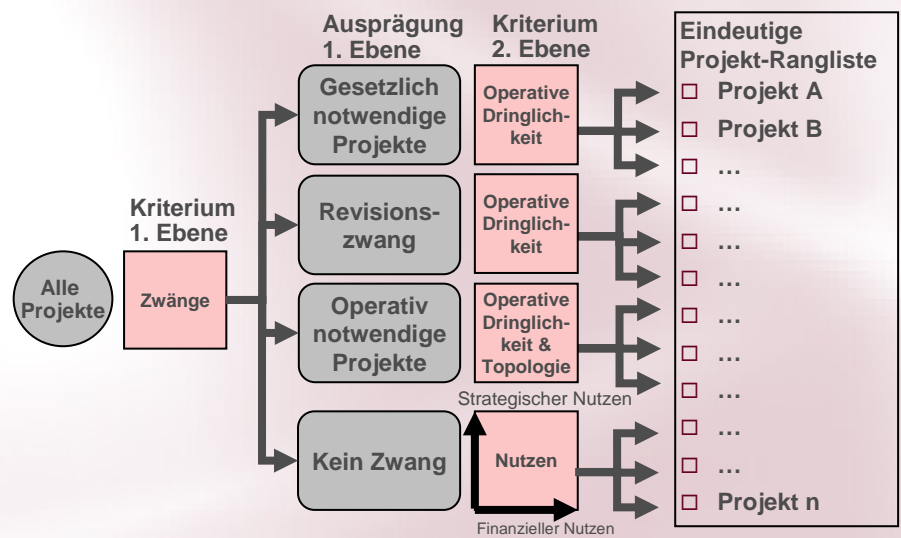 Ausprägung
1. Ebene
Kriterium
2. Ebene
Eindeutige
Projekt-Rangliste
Gesetzlich
notwendige
Projekte
Operative
Dringlich-
keit
Projekt A
Projekt B
...
Kriterium
1. Ebene
Revisions-
zwang
Operative
Dringlich-
keit
...
...
...
Alle
Projekte
Zwänge
Operativ
notwendige
Projekte
Operative
Dringlich-
keit &
Topologie
...
...
...
Strategischer Nutzen
Kein Zwang
Nutzen
Finanzieller Nutzen
...
...
Projekt n